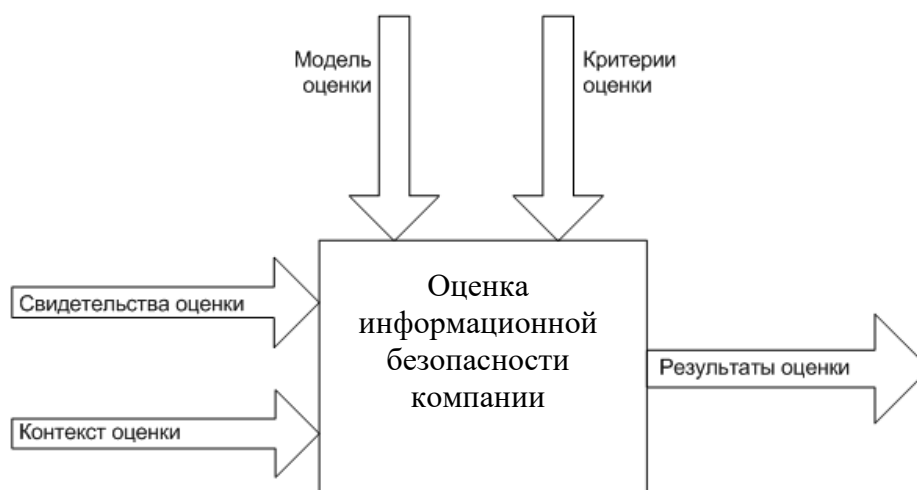 Модель
оценки
Критерии
оценки
Свидетельства оценки
Оценка
информационной
безопасности
компании
Результаты оценки
Контекст оценки